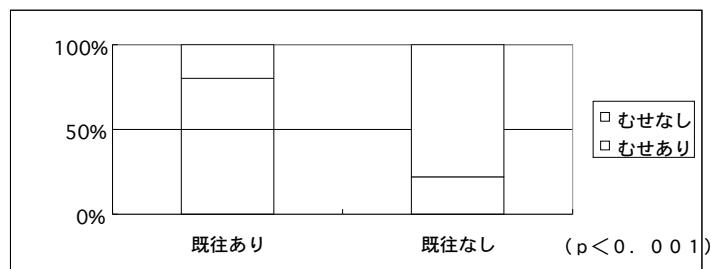 100%
50%
0%
既往あり
既往なし
(p＜0．001)
□ むせなし
□ むせあり